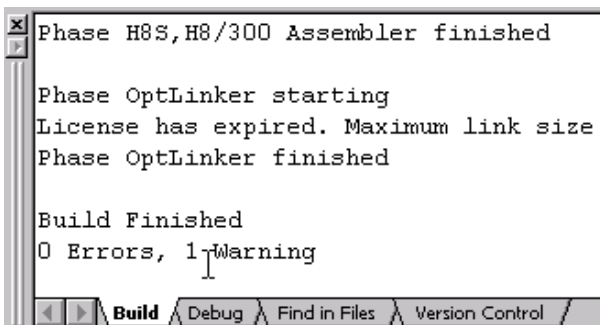 Phase H8S,H8/300 Assembler finished
Phase OptLinker starting
License has expired. Maximum link size
Phase OptLinker finished
Build Finished
0 Errors, 1 Warning
Build Debug Find in Files Version Control